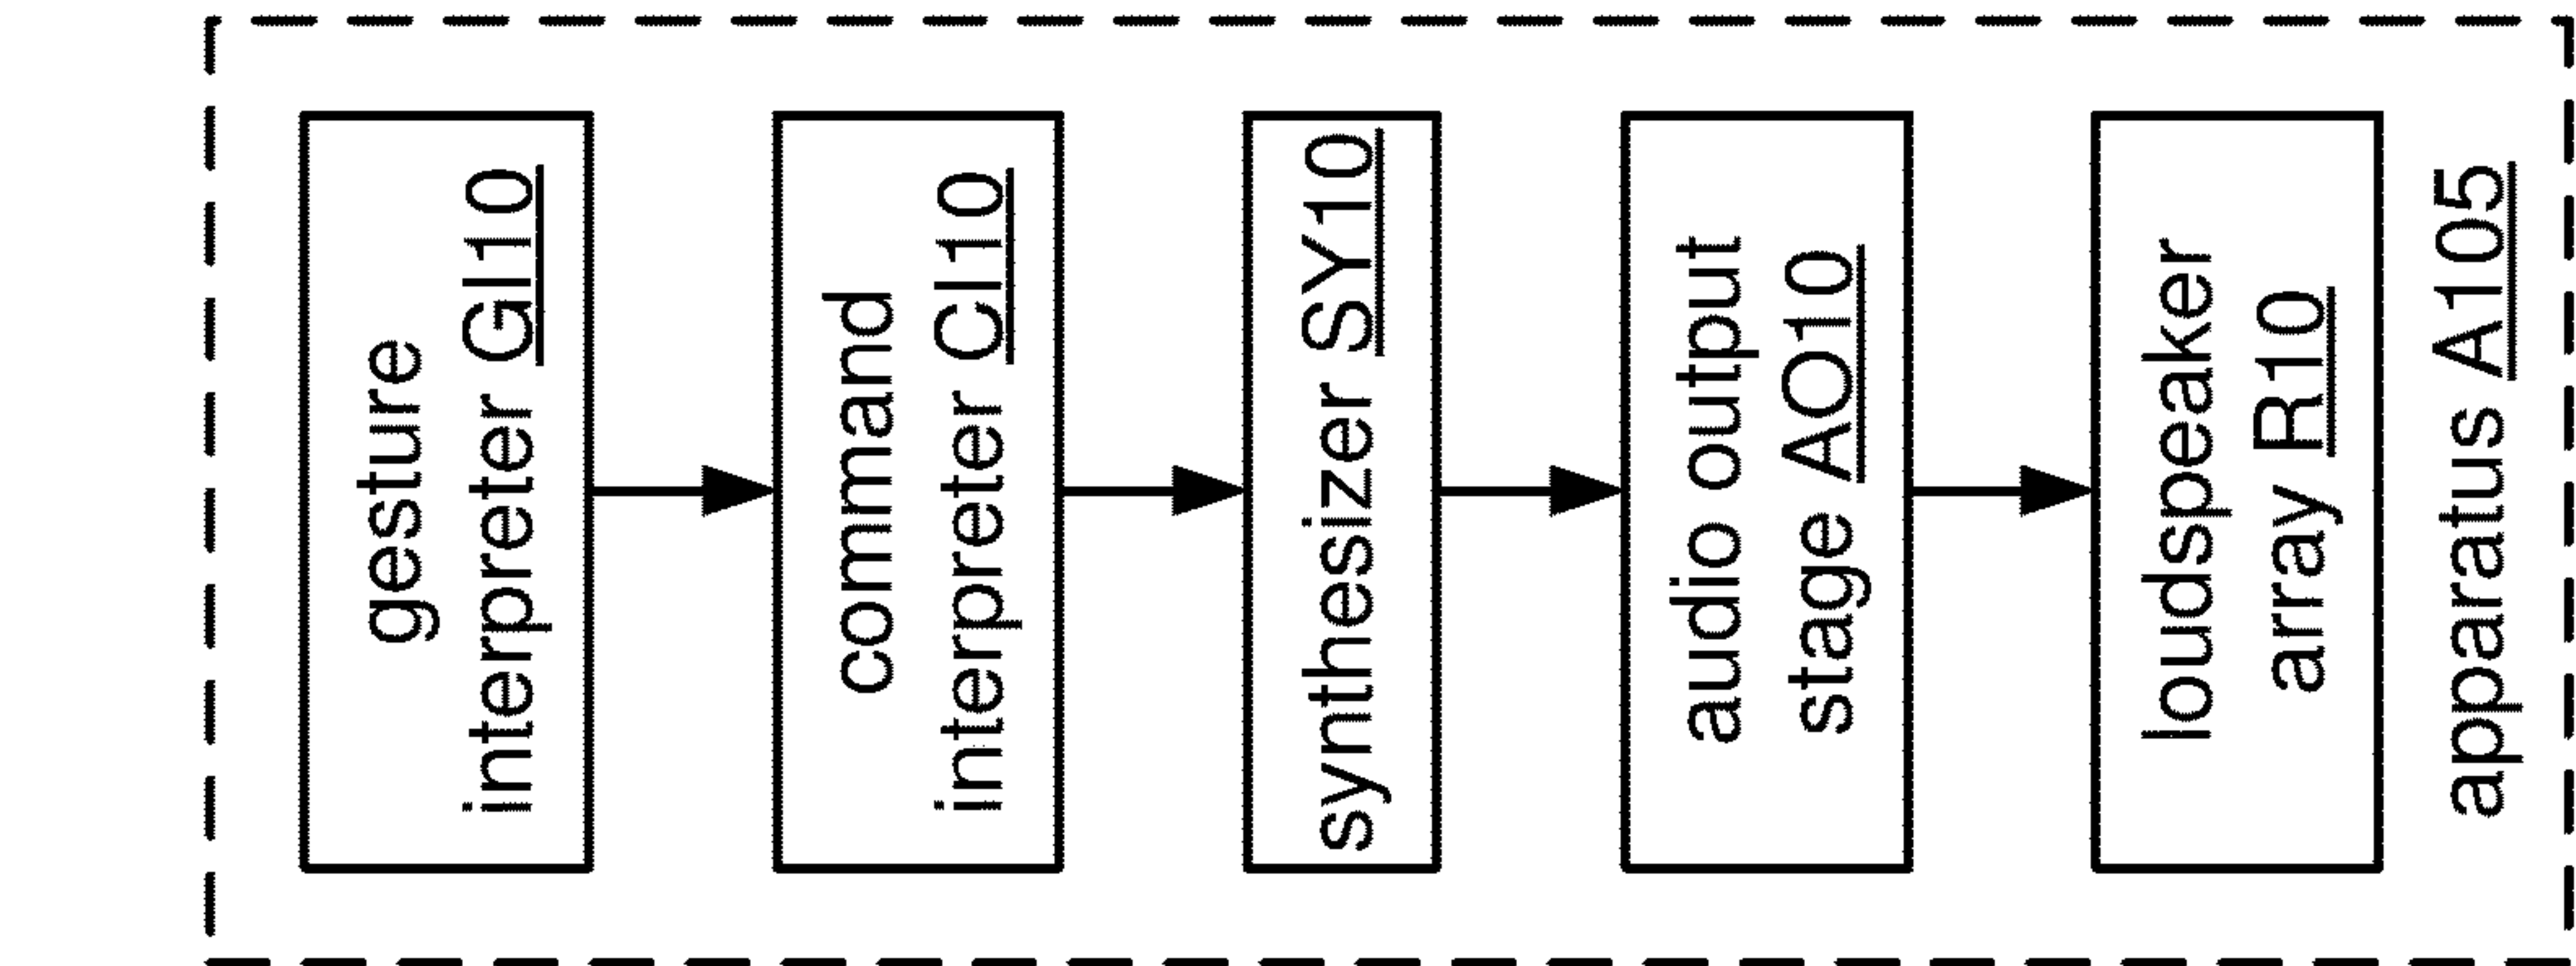 gesture
interpreter GI10
command
interpreter CI10
synthesizer SY10
audio output
stage AO10
loudspeaker
array R10
apparatus A105